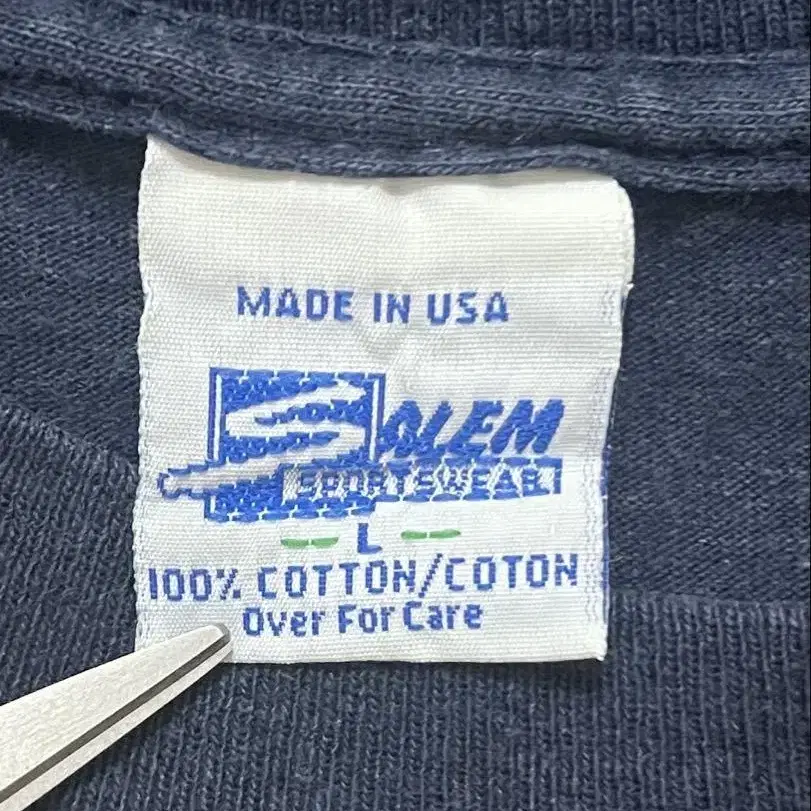 MADE IN USA
SALEM
SPORTSWEAR
L
100% COTTON/COTON
Over For Care